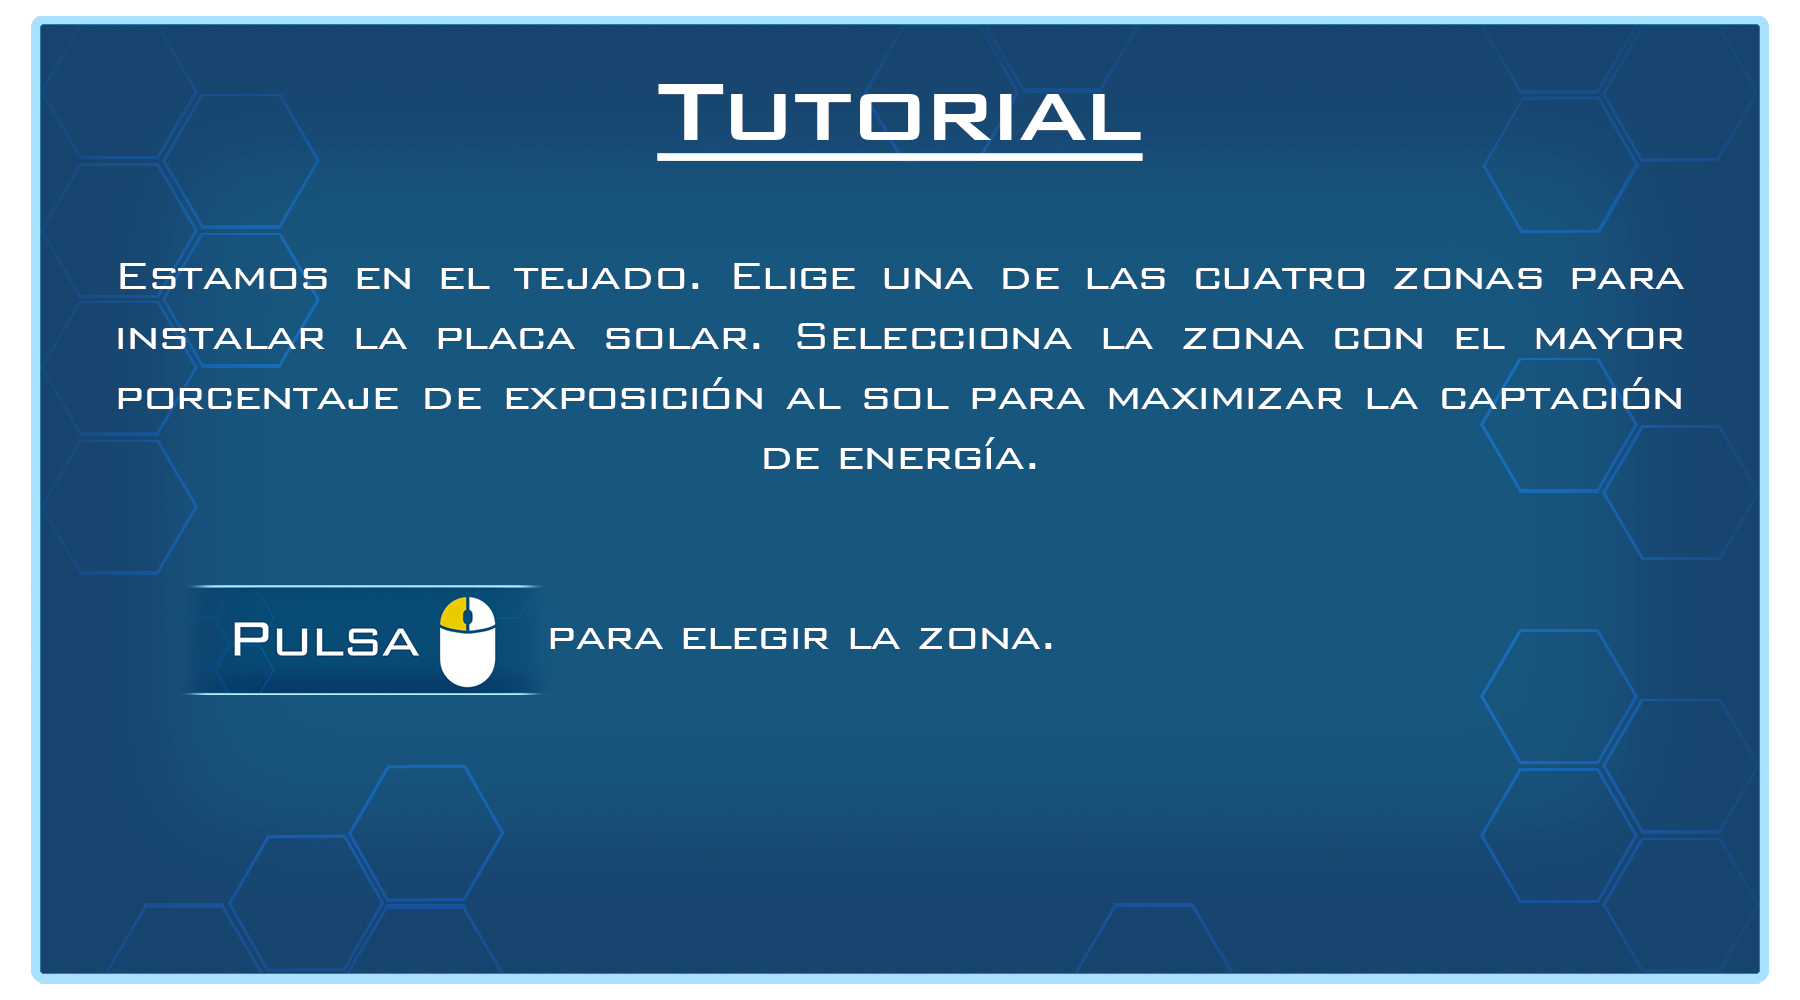 Tutorial
Estamos en el tejado. Elige una de las cuatro zonas para
instalar la placa solar. Selecciona la zona con el mayor
porcentaje de exposición al sol para maximizar la captación
de energía.
Pulsa para elegir la zona.